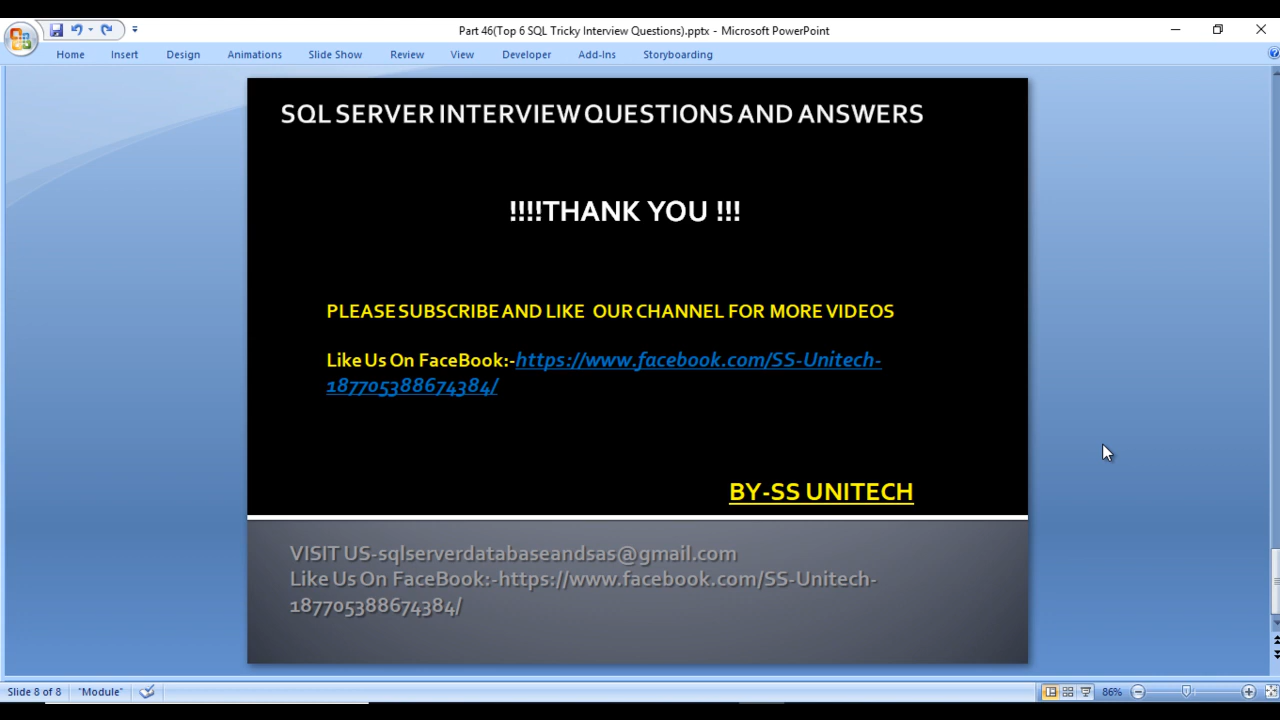 Part 46(Top 6 SQL Tricky Interview Questions).pptx - Microsoft PowerPoint
Home Insert Design Animations Slide Show Review View Developer Add-Ins Storyboarding
SQL SERVER INTERVIEW QUESTIONS AND ANSWERS
!!!!THANK YOU !!!
PLEASE SUBSCRIBE AND LIKE OUR CHANNEL FOR MORE VIDEOS
Like Us On FaceBook:-https://www.facebook.com/SS-Unitech-
187705388674384/
BY-SS UNITECH
VISIT US-sqlserverdatabaseandsas@gmail.com
Like Us On FaceBook:-https://www.facebook.com/SS-Unitech-
187705388674384/
Slide 8 of 8 "Module" 86%